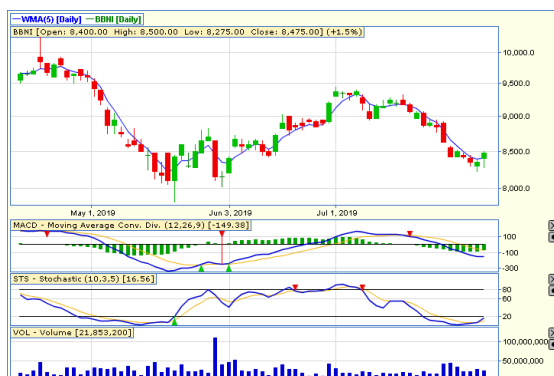 WMA(5) [Daily] BBNI [Daily]
BBNI [Open: 8,400.00 High: 8,500.00 Low: 8,275.00 Close: 8,475.00] (+1.5%)
10,000.0
9,500.0
9,000.0
8,500.0
8,000.0
May 1, 2019 Jun 3, 2019 Jul 1, 2019
MACD - Moving Average Conv. Div. (12,26,9) [-149.38]
100
-100
-300
STS - Stochastic (10,3,5) [16.56]
80
20
VOL - Volume [21,853,200]
100,000,000
50,000,000